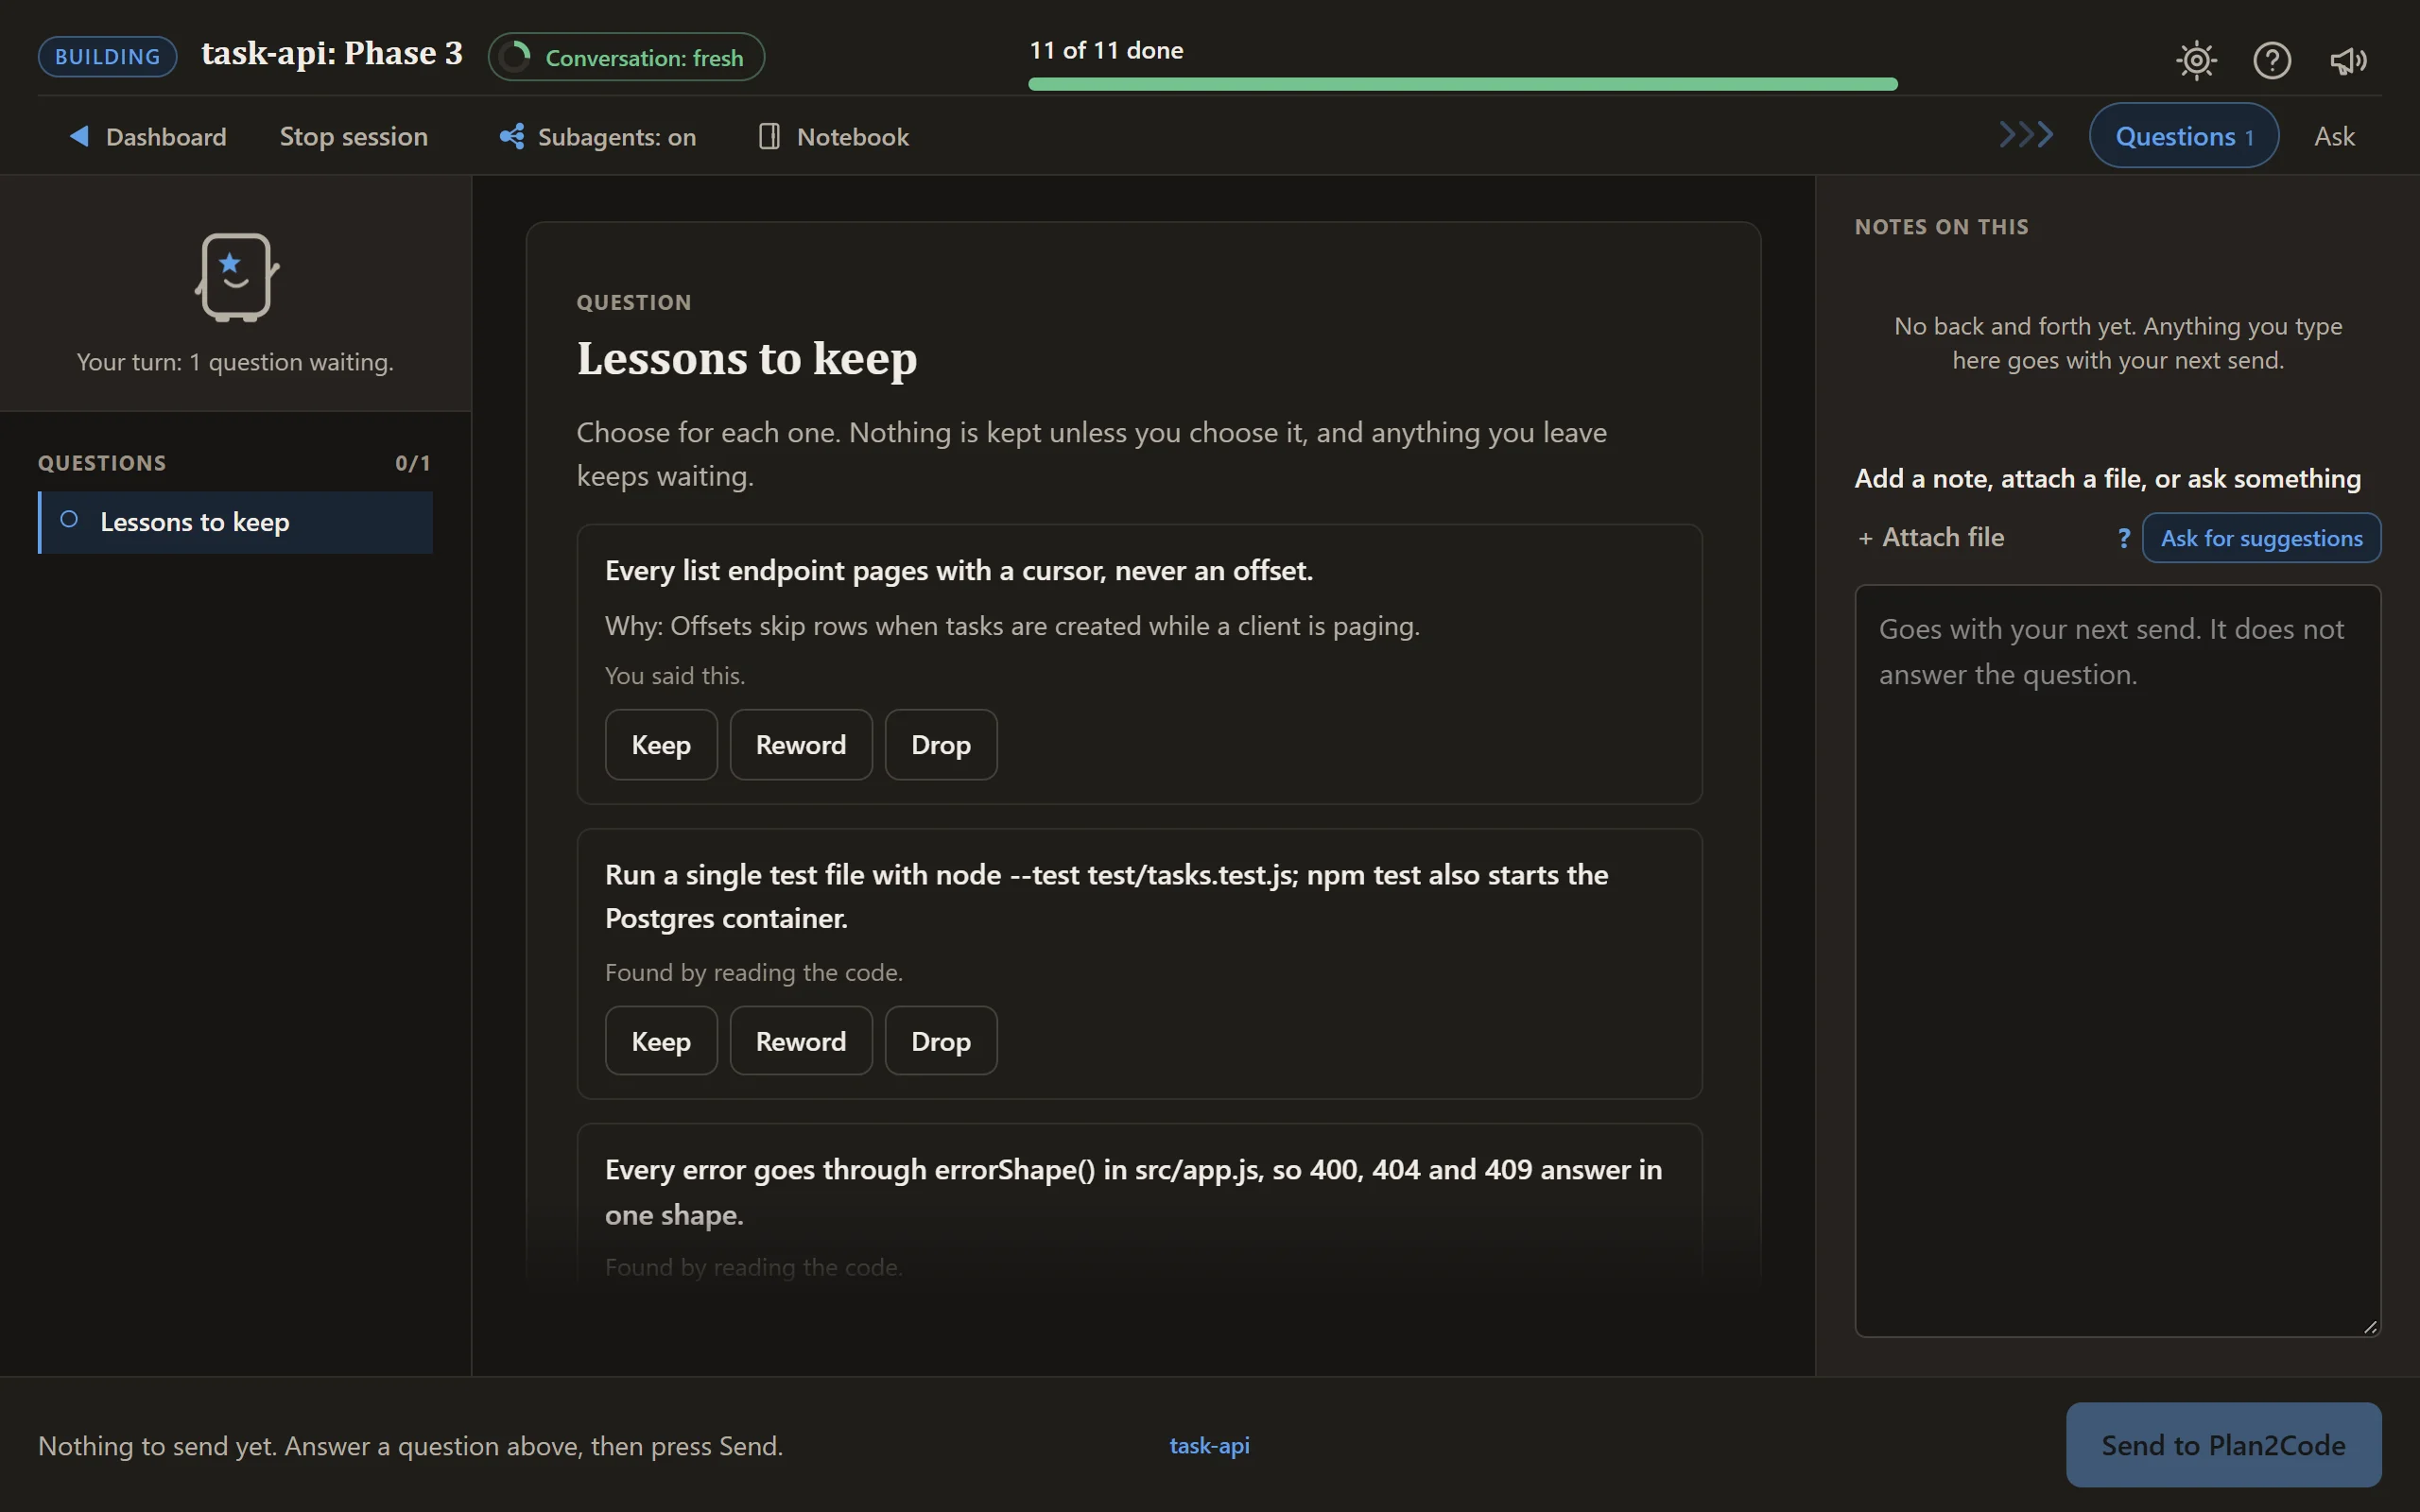 BUILDING
task-api: Phase 3
Conversation: fresh
11 of 11 done
Dashboard
Stop session
Subagents: on
Notebook
Questions 1
Ask
Your turn: 1 question waiting.
QUESTIONS 0/1
Lessons to keep
QUESTION
Lessons to keep
Choose for each one. Nothing is kept unless you choose it, and anything you leave
keeps waiting.
Every list endpoint pages with a cursor, never an offset.
Why: Offsets skip rows when tasks are created while a client is paging.
You said this.
Keep
Reword
Drop
Run a single test file with node --test test/tasks.test.js; npm test also starts the
Postgres container.
Found by reading the code.
Keep
Reword
Drop
Every error goes through errorShape() in src/app.js, so 400, 404 and 409 answer in
one shape.
Found by reading the code.
NOTES ON THIS
No back and forth yet. Anything you type
here goes with your next send.
Add a note, attach a file, or ask something
+ Attach file
? Ask for suggestions
Goes with your next send. It does not
answer the question.
Nothing to send yet. Answer a question above, then press Send.
task-api
Send to Plan2Code